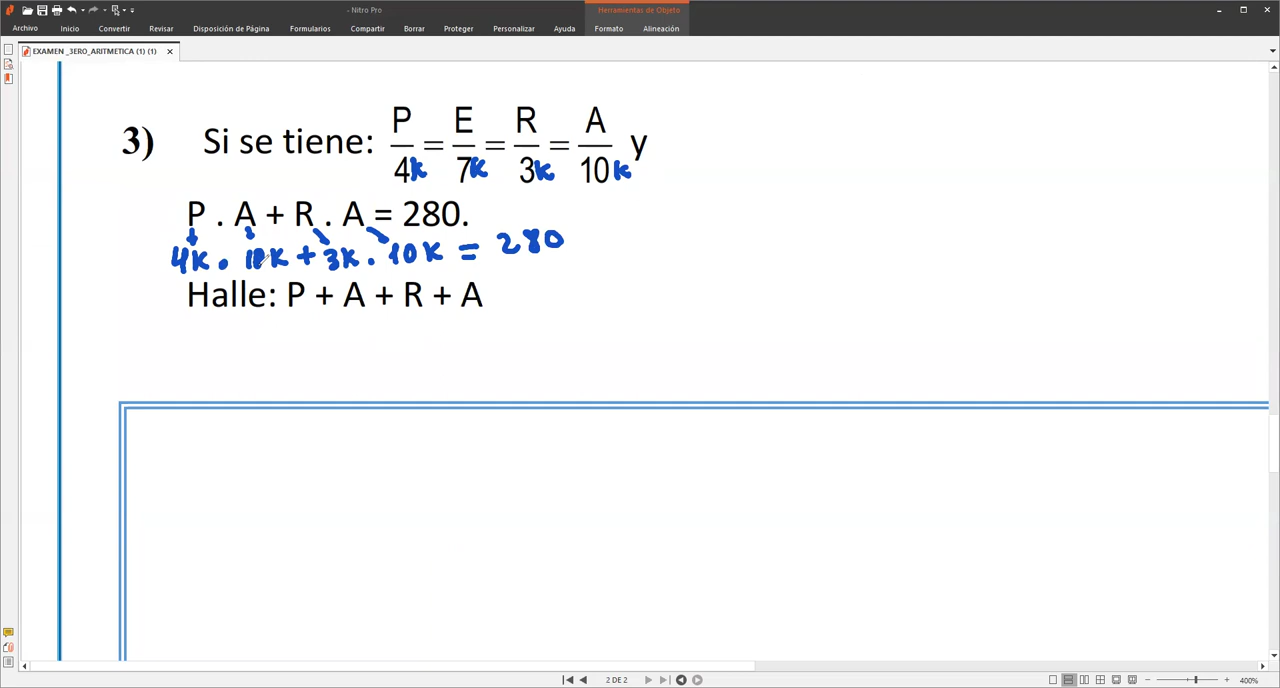 - Nitro Pro
Herramientas de Objeto
Archivo Inicio Convertir Revisar Disposición de Página Formularios Compartir Borrar Proteger Personalizar Ayuda Formato Alineación
EXAMEN _3ERO_ARITMETICA (1) (1)
3) Si se tiene: P/4k = E/7k = R/3k = A/10k y
P . A + R . A = 280.
4k . 10k + 3k . 10k = 280
Halle: P + A + R + A
2 DE 2
400%